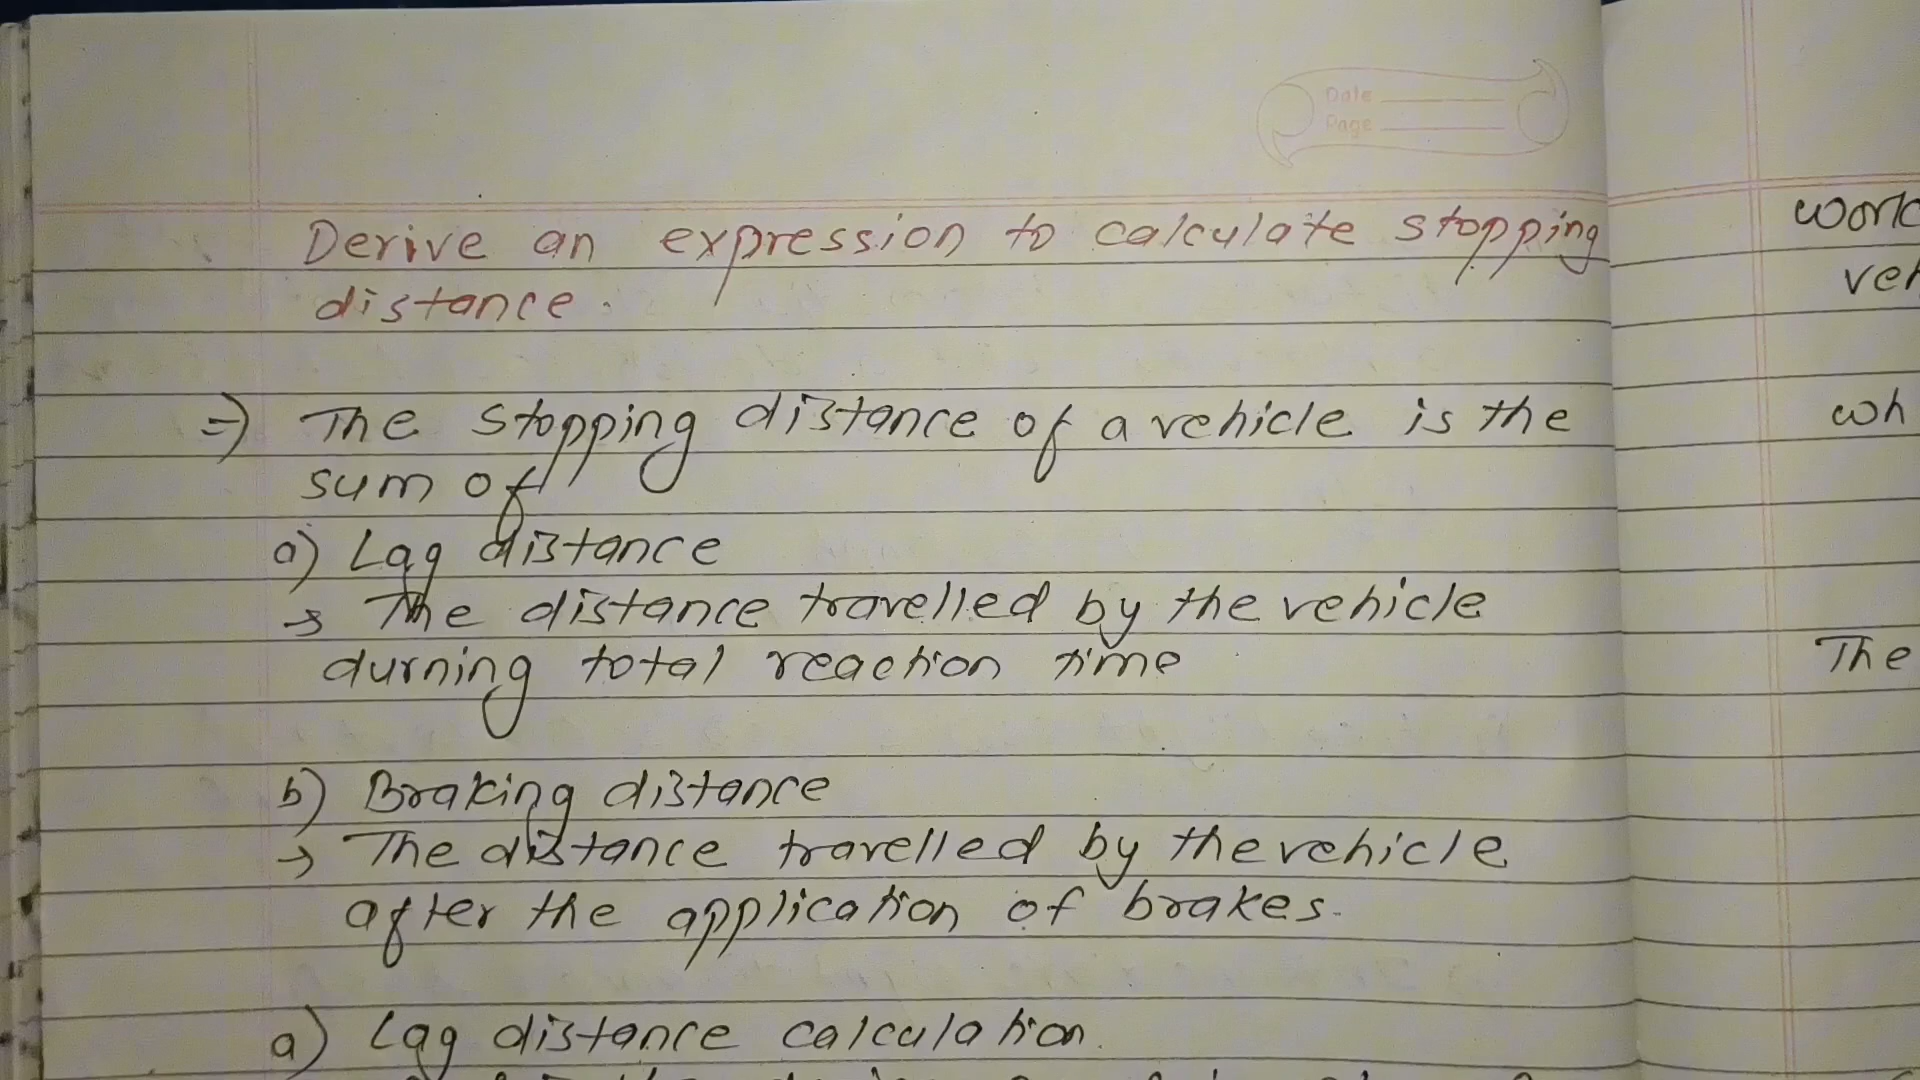 Date
Page
Derive an expression to calculate stopping
distance.
=) The stopping distance of a vehicle is the
sum of
a) Lag distance
→ The distance travelled by the vehicle
durning total reaction time
b) Braking distance
→ The distance travelled by the vehicle
after the application of brakes.
a) Lag distance calculation.
wh
The